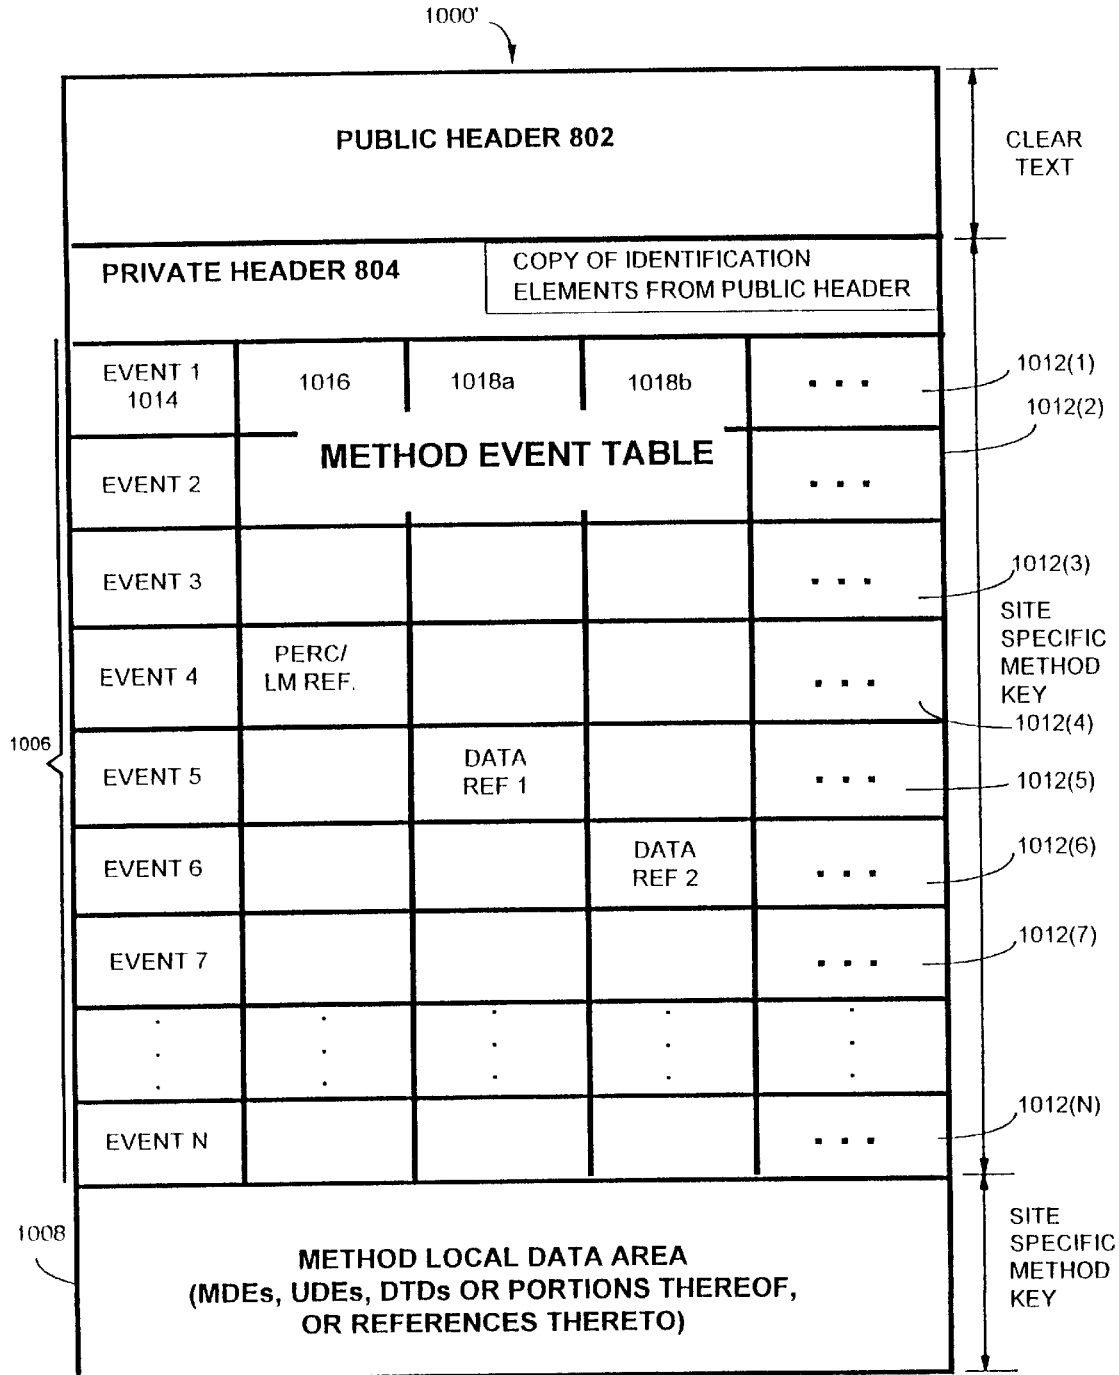 1000'
PUBLIC HEADER 802
CLEAR
TEXT
PRIVATE HEADER 804
COPY OF IDENTIFICATION
ELEMENTS FROM PUBLIC HEADER
EVENT 1
1014
1016
1018a
1018b
...
1012(1)
1012(2)
METHOD EVENT TABLE
EVENT 2
...
EVENT 3
...
1012(3)
SITE
SPECIFIC
METHOD
KEY
EVENT 4
PERC/
LM REF.
...
1012(4)
1006
EVENT 5
DATA
REF 1
...
1012(5)
EVENT 6
DATA
REF 2
...
1012(6)
EVENT 7
...
1012(7)
EVENT N
...
1012(N)
1008
METHOD LOCAL DATA AREA
(MDEs, UDEs, DTDs OR PORTIONS THEREOF,
OR REFERENCES THERETO)
SITE
SPECIFIC
METHOD
KEY